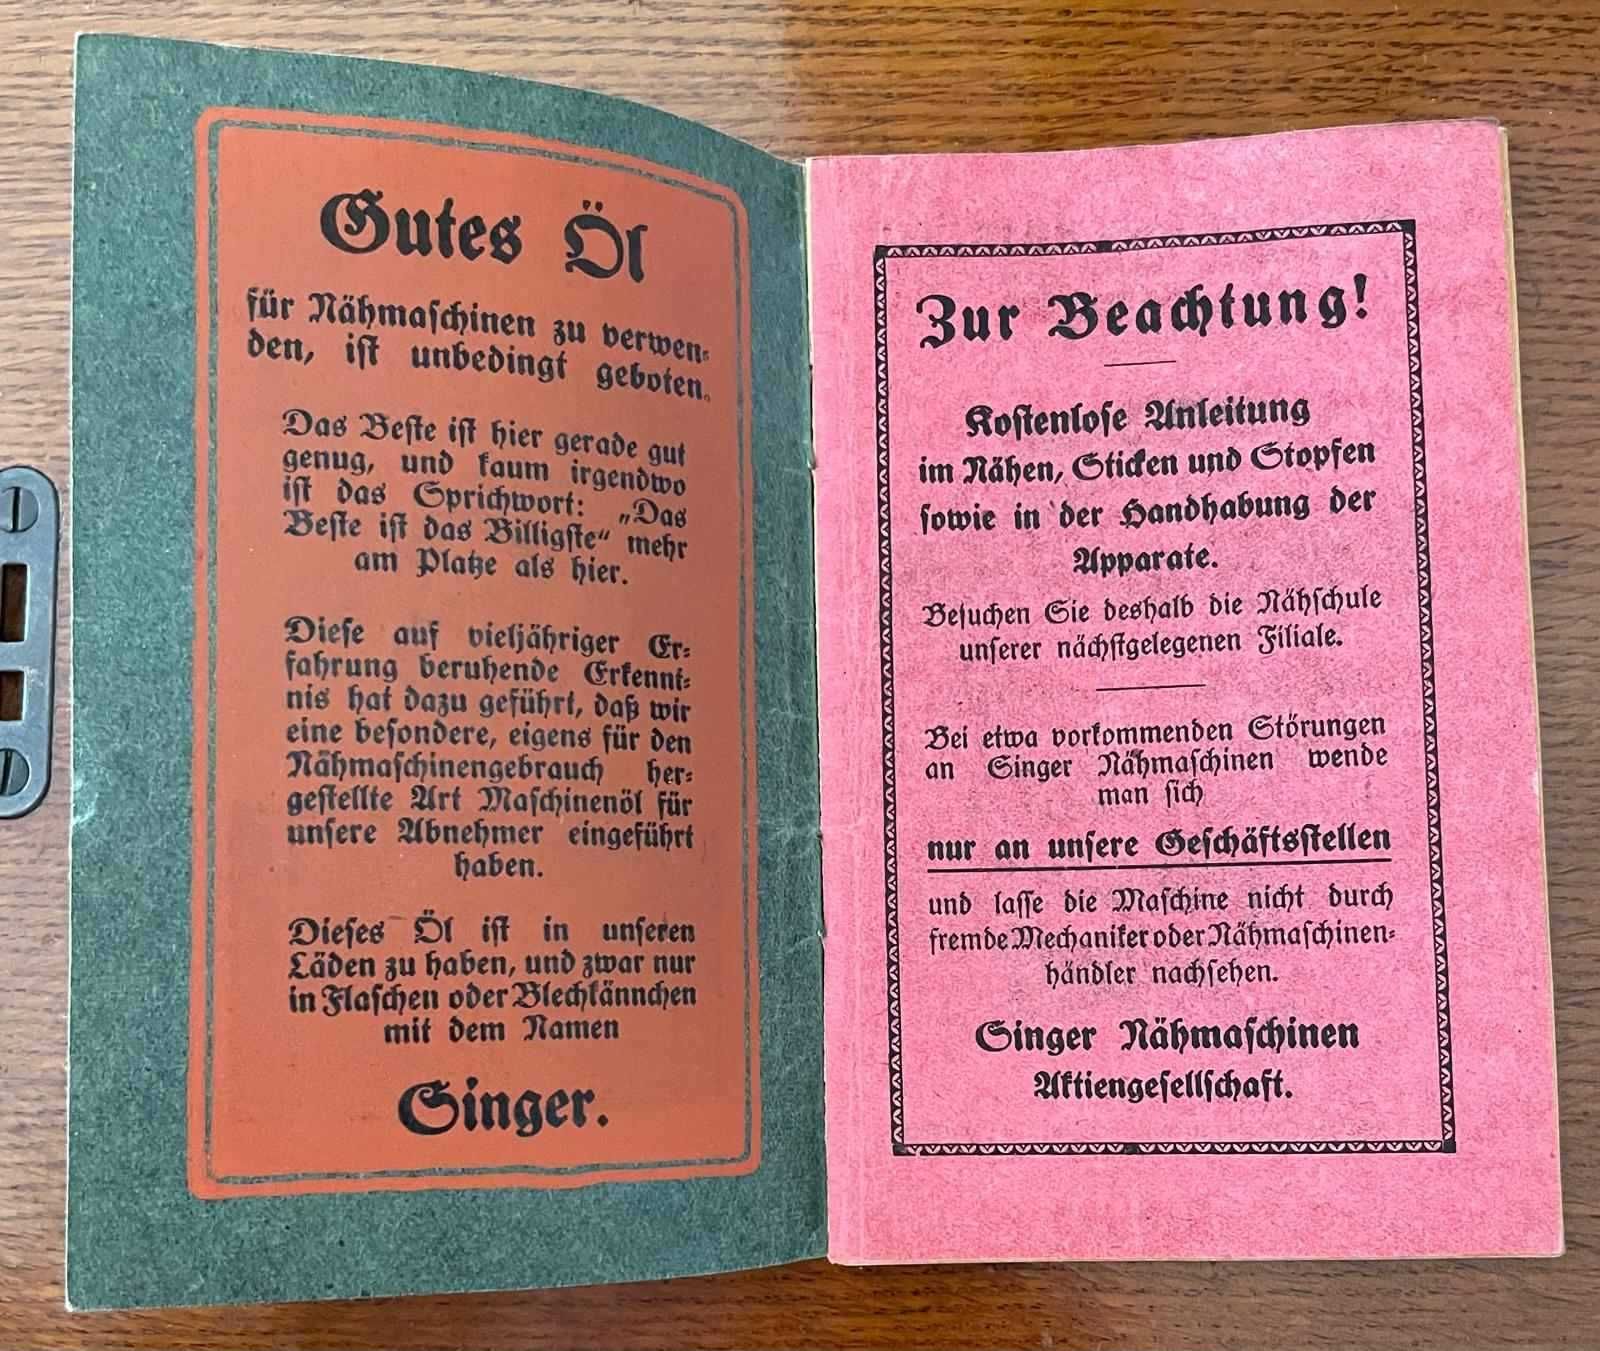 Gutes Öl
für Nähmaschinen zu verwen-
den, ist unbedingt geboten.
Das Beste ist hier gerade gut
genug, und kaum irgendwo
ist das Sprichwort: „Das
Beste ist das Billigste“ mehr
am Platze als hier.
Diese auf vieljähriger Er-
fahrung beruhende Erkennt-
nis hat dazu geführt, daß wir
eine besondere, eigens für den
Nähmaschinengebrauch her-
gestellte Art Maschinenöl für
unsere Abnehmer eingeführt
haben.
Dieses Öl ist in unseren
Läden zu haben, und zwar nur
in Flaschen oder Blechkännchen
mit dem Namen
Singer.
Zur Beachtung!
Kostenlose Anleitung
im Nähen, Sticken und Stopfen
sowie in der Handhabung der
Apparate.
Besuchen Sie deshalb die Nähschule
unserer nächstgelegenen Filiale.
Bei etwa vorkommenden Störungen
an Singer Nähmaschinen wende
man sich
nur an unsere Geschäftsstellen
und lasse die Maschine nicht durch
fremde Mechaniker oder Nähmaschinen-
händler nachsehen.
Singer Nähmaschinen
Aktiengesellschaft.